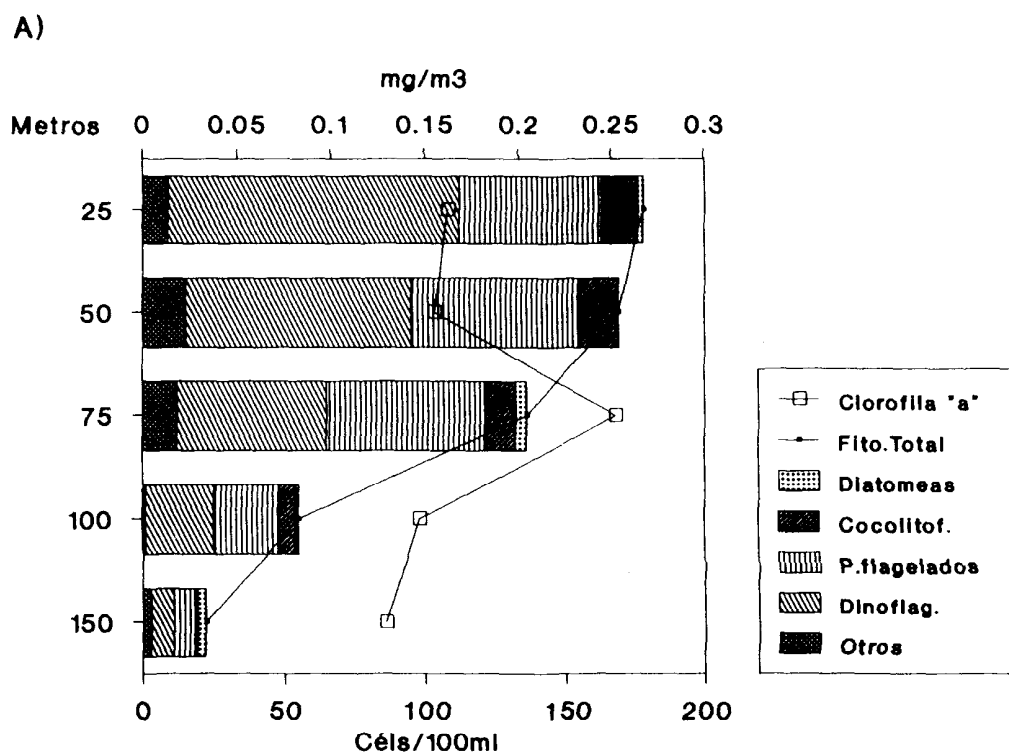 A)
mg/m3
Metros 0 0.05 0.1 0.15 0.2 0.25 0.3
25
50
75
100
150
0 50 100 150 200
Céls/100ml
Clorofila "a"
Fito.Total
Diatomeas
Cocolitof.
P.flagelados
Dinoflag.
Otros